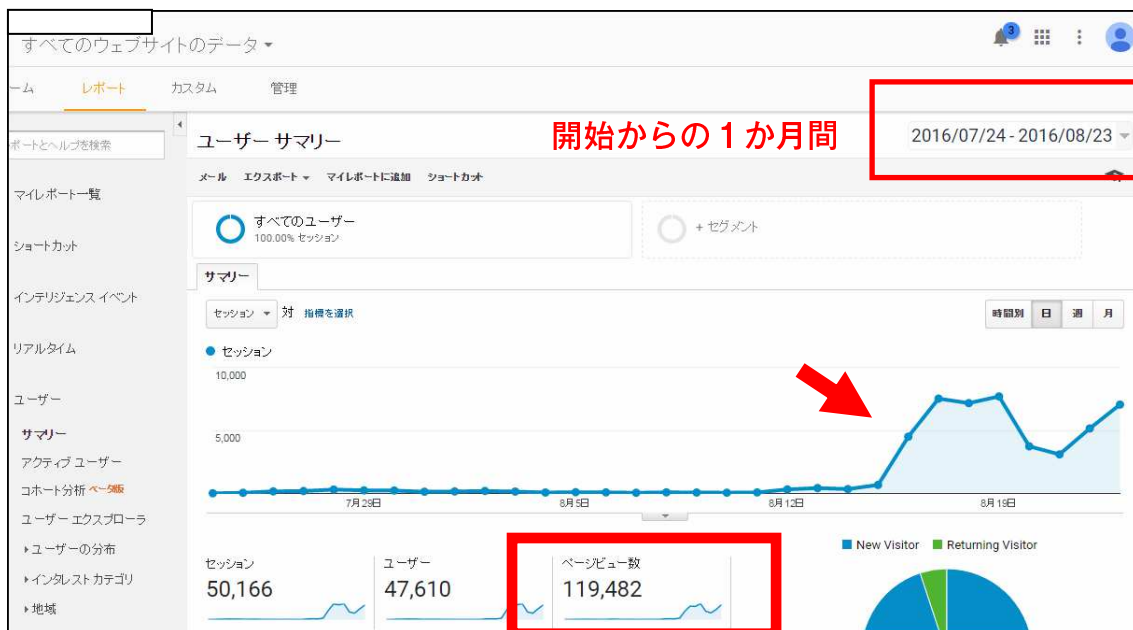 すべてのウェブサイトのデータ
3
ーム レポート カスタム 管理
ポートとヘルプを検索
ユーザー サマリー
開始からの１か月間
2016/07/24 - 2016/08/23
メール エクスポート マイレポートに追加 ショートカット
マイレポート一覧
ショートカット
インテリジェンス イベント
リアルタイム
ユーザー
サマリー
アクティブ ユーザー
コホート分析 ベータ版
ユーザー エクスプローラ
ユーザーの分布
インタレスト カテゴリ
地域
すべてのユーザー
100.00% セッション
+ セグメント
サマリー
セッション 対 指標を選択
時間別 日 週 月
セッション
10,000
5,000
7月29日 8月5日 8月12日 8月19日
セッション
50,166
ユーザー
47,610
ページビュー数
119,482
New Visitor Returning Visitor